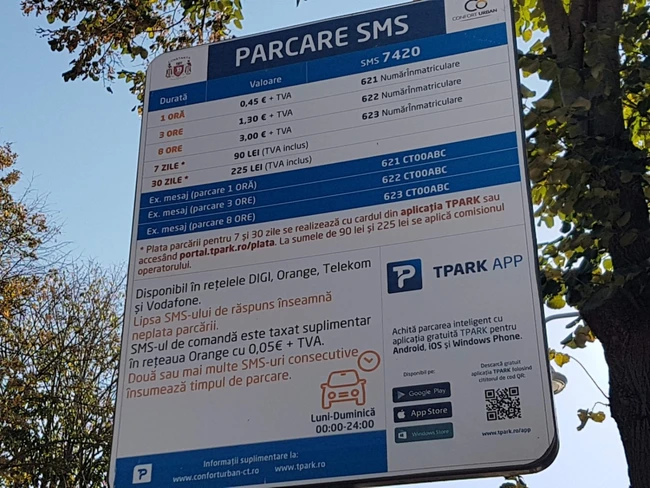 PARCARE SMS
CONFORT URBAN
Durată Valoare SMS 7420
1 ORĂ 0,45 € + TVA 621 NumărÎnmatriculare
3 ORE 1,30 € + TVA 622 NumărÎnmatriculare
8 ORE 3,00 € + TVA 623 NumărÎnmatriculare
7 ZILE * 90 LEI (TVA inclus)
30 ZILE * 225 LEI (TVA inclus)
Ex. mesaj (parcare 1 ORĂ) 621 CT00ABC
Ex. mesaj (parcare 3 ORE) 622 CT00ABC
Ex. mesaj (parcare 8 ORE) 623 CT00ABC
* Plata parcării pentru 7 și 30 zile se realizează cu cardul din aplicația TPARK sau
accesând portal.tpark.ro/plata. La sumele de 90 lei și 225 lei se aplică comisionul
operatorului.
Disponibil în rețelele DIGI, Orange, Telekom
și Vodafone.
Lipsa SMS-ului de răspuns înseamnă
neplata parcării.
SMS-ul de comandă este taxat suplimentar
în rețeaua Orange cu 0,05€ + TVA.
Două sau mai multe SMS-uri consecutive
însumează timpul de parcare.
Luni-Duminică
00:00-24:00
P TPARK APP
Achită parcarea inteligent cu
aplicația gratuită TPARK pentru
Android, iOS și Windows Phone.
Disponibil pe:
Google Play
App Store
Windows Store
Descarcă gratuit
aplicația TPARK folosind
cititorul de cod QR:
www.tpark.ro/app
P
Informații suplimentare la:
www.conforturban-ct.ro www.tpark.ro